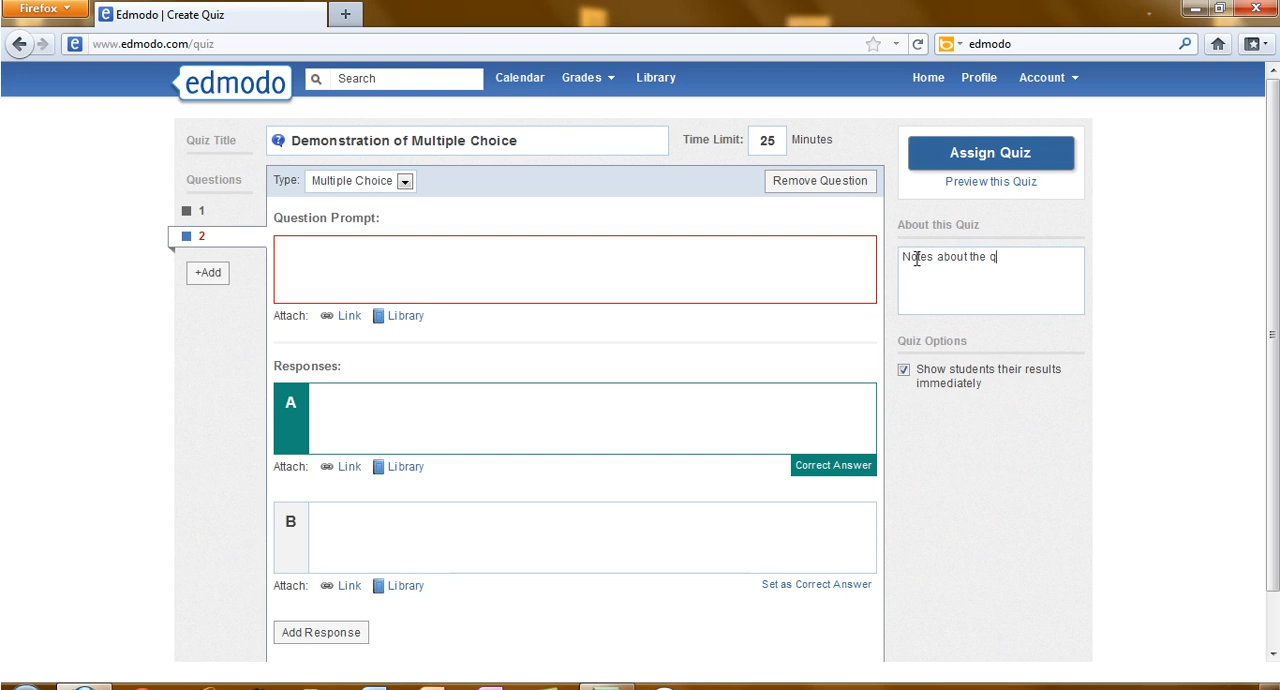 Firefox
Edmodo | Create Quiz
www.edmodo.com/quiz
edmodo
edmodo
Search
Calendar
Grades
Library
Home
Profile
Account
Quiz Title
Demonstration of Multiple Choice
Time Limit: 25 Minutes
Assign Quiz
Preview this Quiz
Questions
1
2
+Add
Type: Multiple Choice
Remove Question
Question Prompt:
Attach: Link Library
Responses:
A
Attach: Link Library
Correct Answer
B
Attach: Link Library
Set as Correct Answer
Add Response
About this Quiz
Notes about the q
Quiz Options
Show students their results
immediately